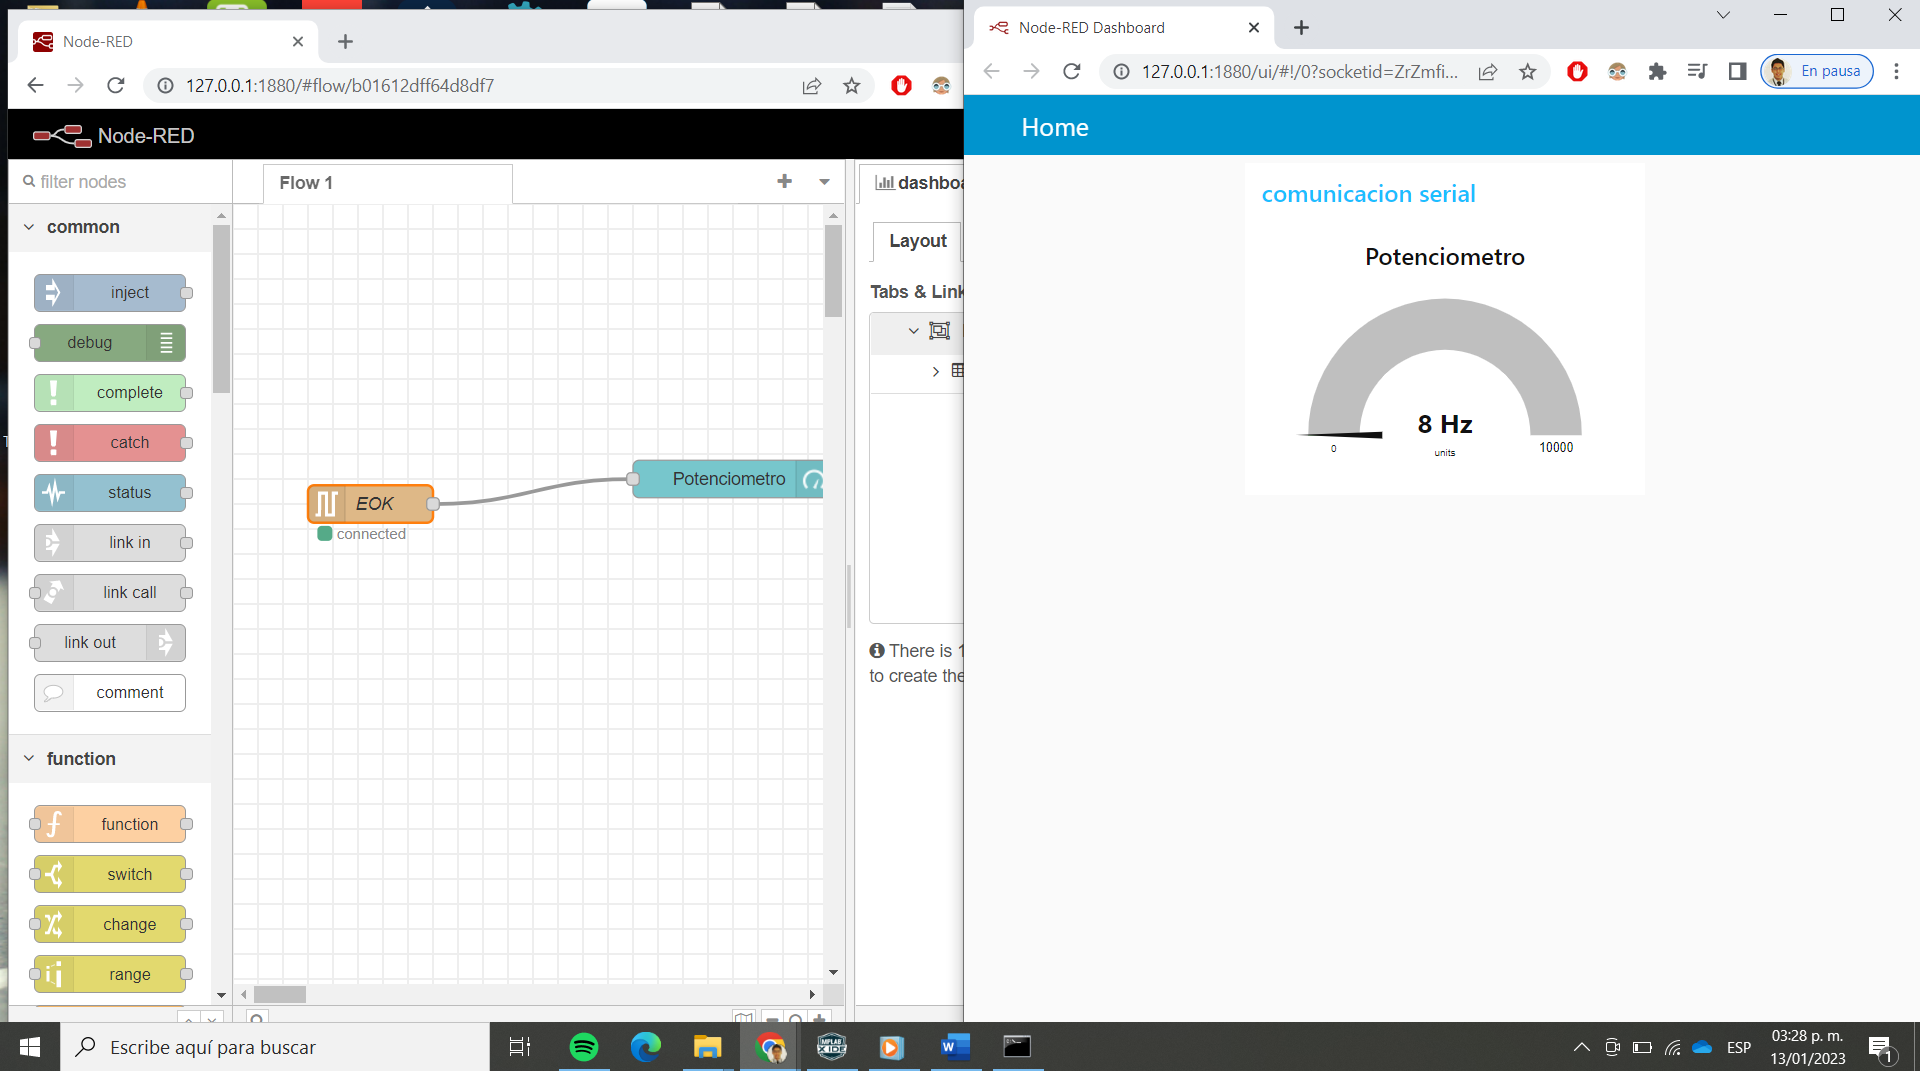 Node-RED
127.0.0.1:1880/#flow/b01612dff64d8df7
Node-RED
filter nodes
common
inject
debug
complete
catch
status
link in
link call
link out
comment
function
function
switch
change
range
Flow 1
EOK
connected
Potenciometro
dashboa
Layout
Tabs & Link
There is 1
to create the
Node-RED Dashboard
127.0.0.1:1880/ui/#!/0?socketid=ZrZmfi...
En pausa
Home
comunicacion serial
Potenciometro
8 Hz
0
units
10000
Escribe aquí para buscar
MPLAB
X IDE
ESP
03:28 p. m.
13/01/2023
1